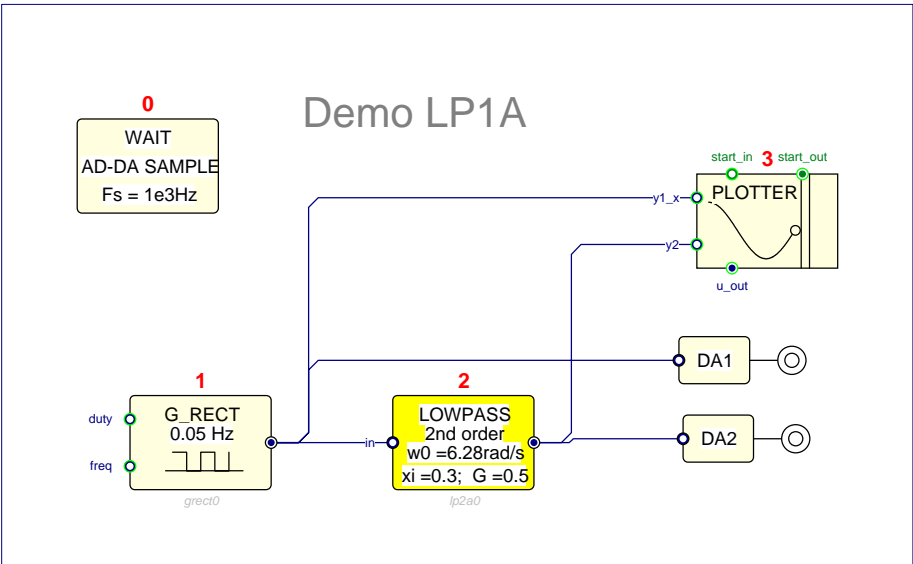 0
Demo LP1A
WAIT
AD-DA SAMPLE
Fs = 1e3Hz
start_in
3
start_out
PLOTTER
y1_x
y2
u_out
DA1
1
2
duty
G_RECT
0.05 Hz
freq
grect0
in
LOWPASS
2nd order
w0 =6.28rad/s
xi =0.3;  G =0.5
lp2a0
DA2